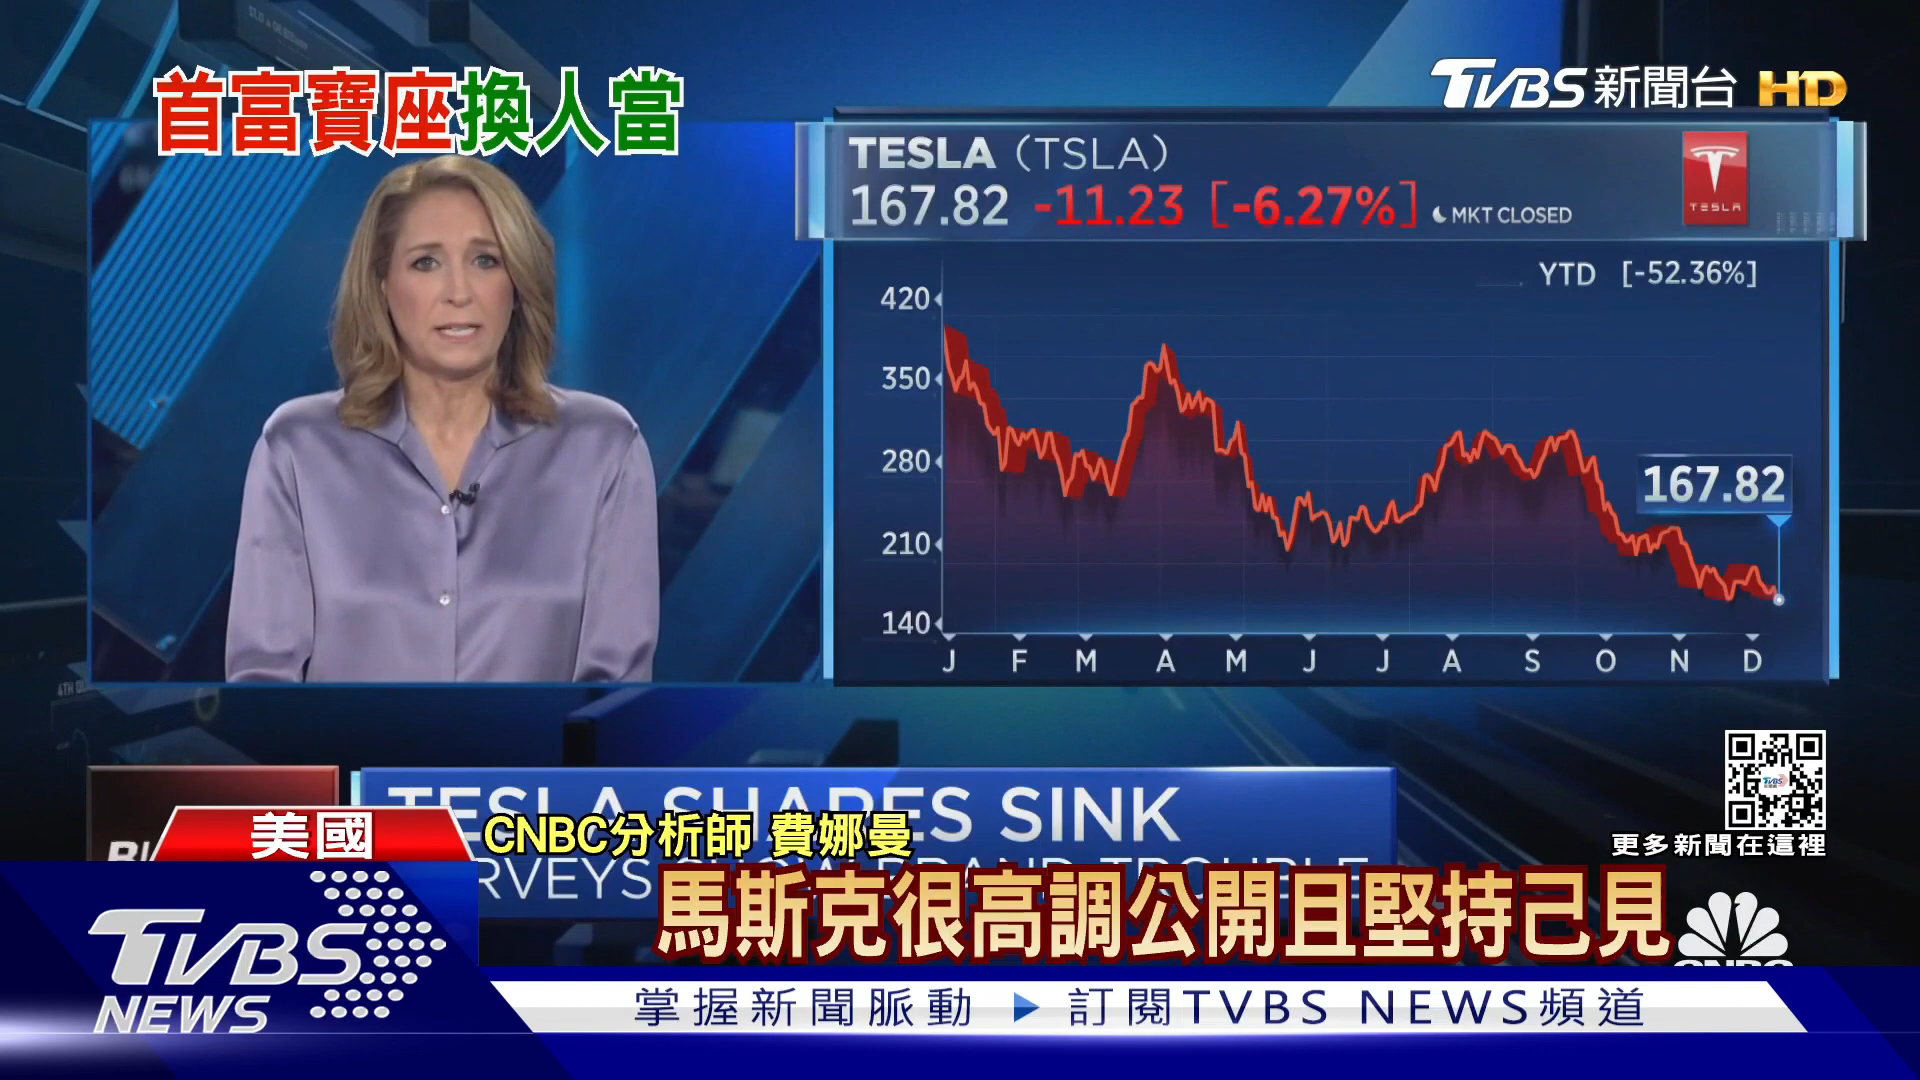 首富寶座換人當
TVBS新聞台 HD
TESLA (TSLA)
167.82 -11.23 [-6.27%] MKT CLOSED
TESLA
YTD [-52.36%]
420
350
280
210
140
167.82
J F M A M J J A S O N D
TESLA SHARES SINK
美國
CNBC分析師 費娜曼
更多新聞在這裡
馬斯克很高調公開且堅持己見
CNBC
TVBS
NEWS
掌握新聞脈動 ▶ 訂閱TVBS NEWS頻道